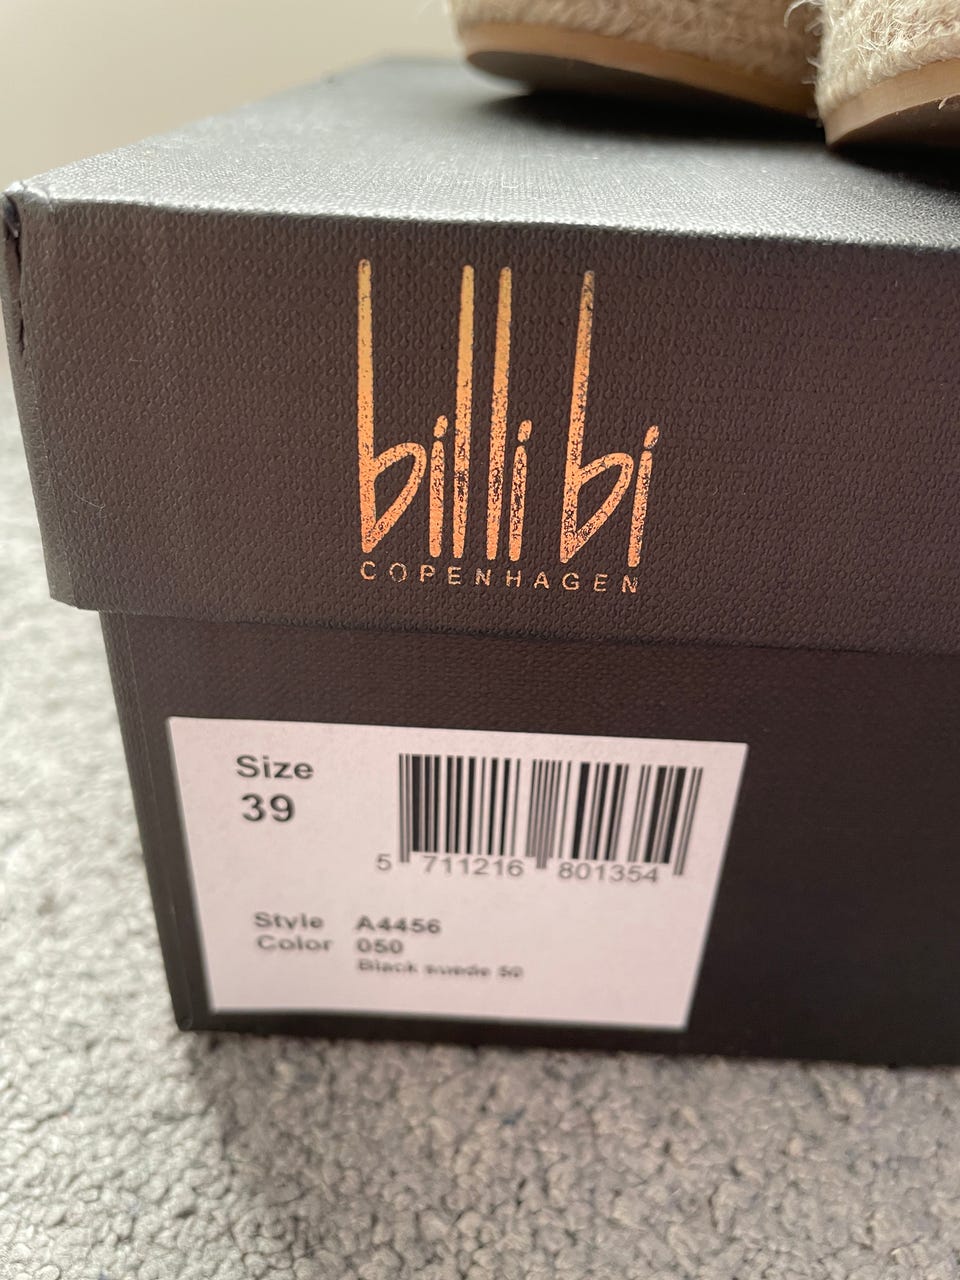 billi bi
COPENHAGEN
Size
39
5 711216 801354
Style A4456
Color 050
Black suede 50